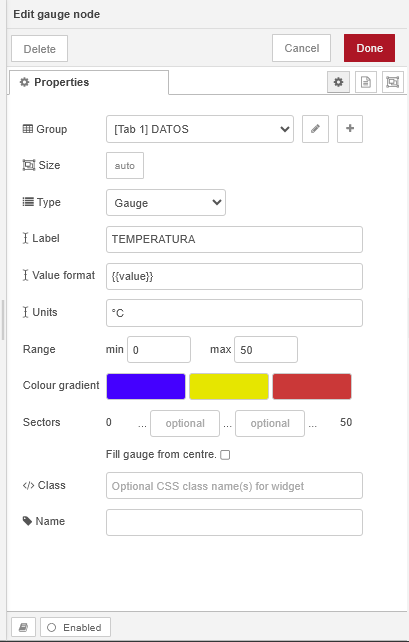 Edit gauge node
Delete Cancel Done
Properties
Group [Tab 1] DATOS
Size auto
Type Gauge
Label TEMPERATURA
Value format {{value}}
Units °C
Range min 0 max 50
Colour gradient
Sectors 0 ... optional ... optional ... 50
Fill gauge from centre.
Class Optional CSS class name(s) for widget
Name
Enabled